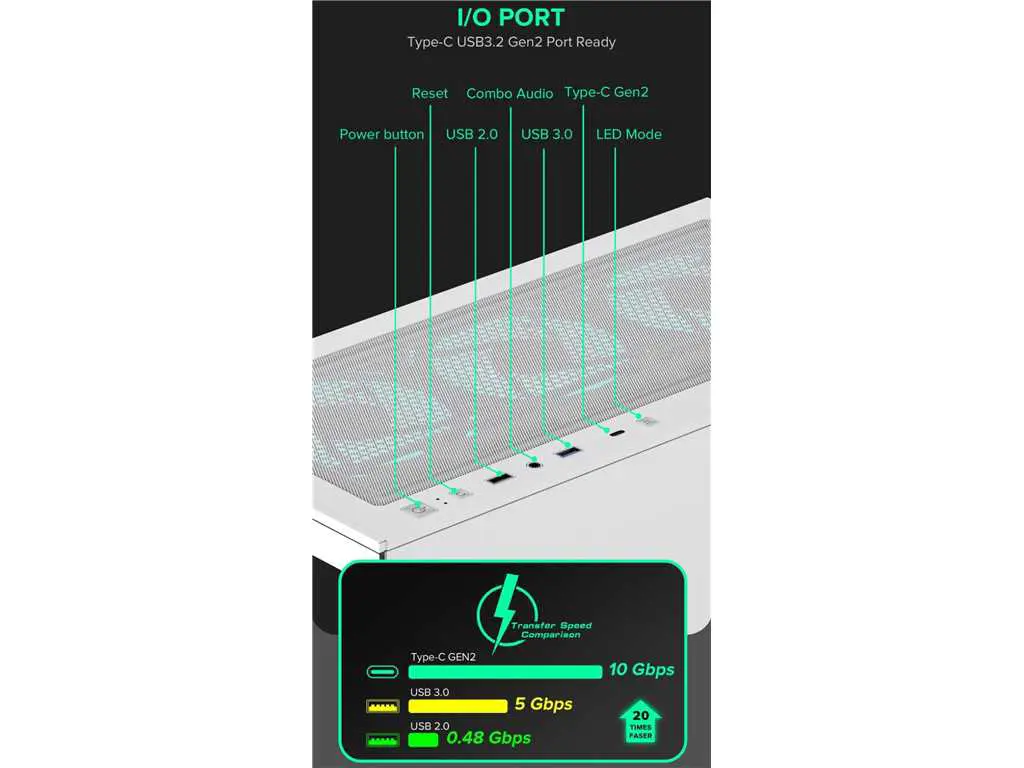 I/O PORT
Type-C USB3.2 Gen2 Port Ready
Reset
Combo Audio
Type-C Gen2
Power button
USB 2.0
USB 3.0
LED Mode
Transfer Speed
Comparison
Type-C GEN2
10 Gbps
USB 3.0
5 Gbps
USB 2.0
0.48 Gbps
20
TIMES
FASER